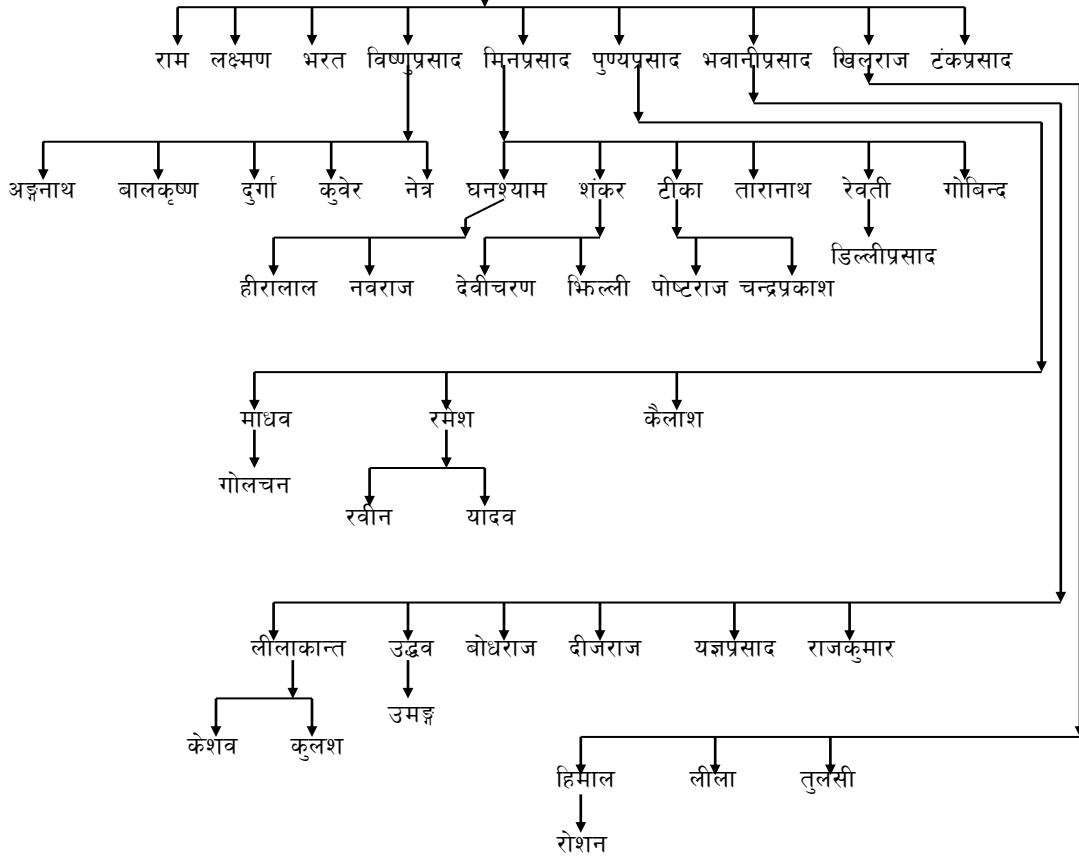 राम लक्ष्मण भरत विष्णुप्रसाद मिनप्रसाद पुण्यप्रसाद भवानीप्रसाद खिलराज टंकप्रसाद
अङ्गनाथ बालकृष्ण दुर्गा कुवेर नेत्र घनश्याम शंकर टीका तारानाथ रेवती गोबिन्द
डिल्लीप्रसाद
हीरालाल नवराज देवीचरण झिल्ली पोष्टराज चन्द्रप्रकाश
माधव रमेश कैलाश
गोलचन
रवीन यादव
लीलाकान्त उद्धव बोधराज दीजराज यज्ञप्रसाद राजकुमार
उमङ्ग
केशव कुलश
हिमाल लीला तुलसी
रोशन